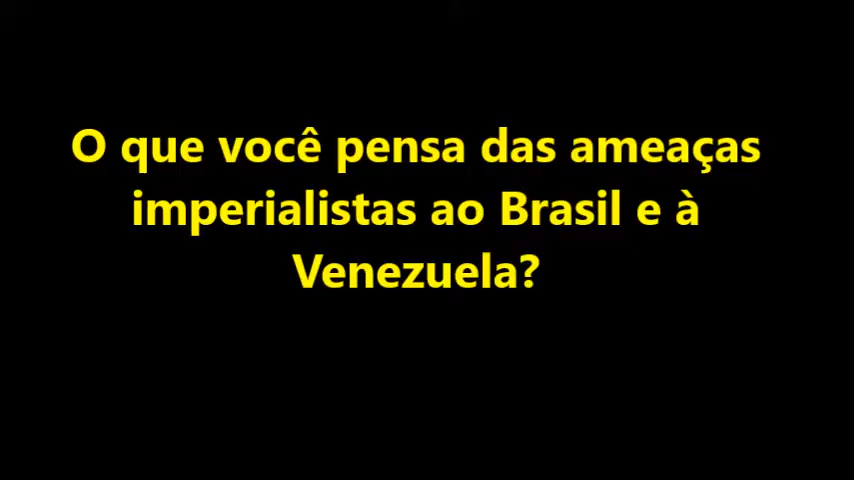 O que você pensa das ameaças
imperialistas ao Brasil e à
Venezuela?